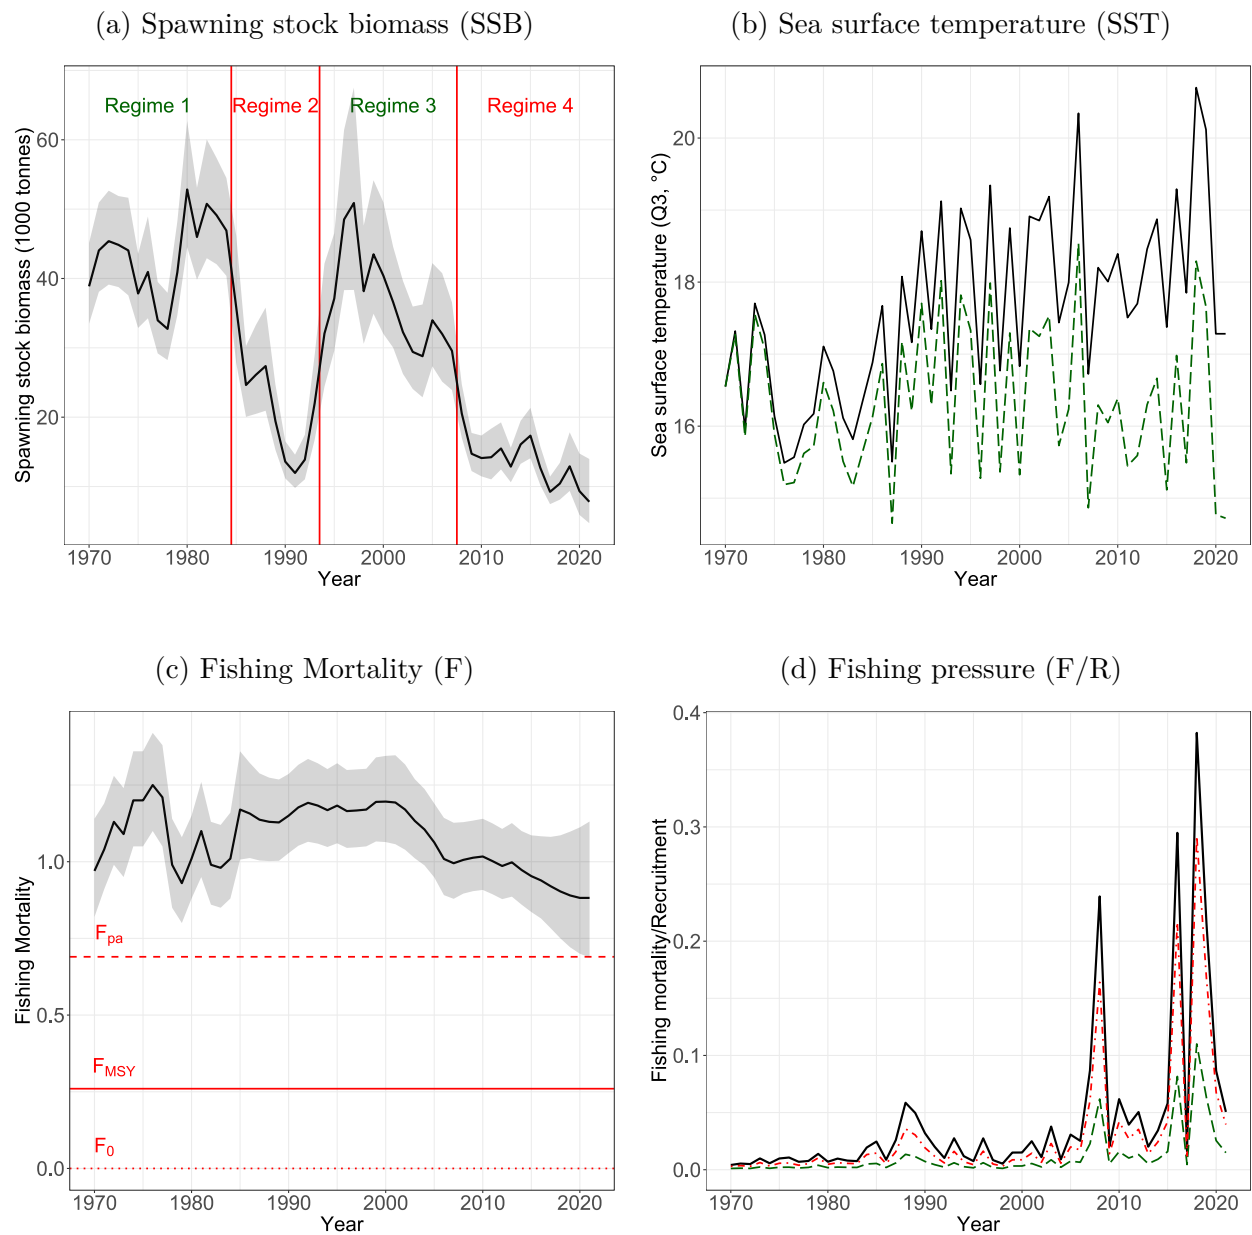 (a) Spawning stock biomass (SSB)
Regime 1
Regime 2
Regime 3
Regime 4
Spawning stock biomass (1000 tonnes)
60
40
20
1970
1980
1990
2000
2010
2020
Year
(b) Sea surface temperature (SST)
Sea surface temperature (Q3, °C)
20
18
16
1970
1980
1990
2000
2010
2020
Year
(c) Fishing Mortality (F)
Fishing Mortality
1.0
0.5
0.0
Fpa
FMSY
F0
1970
1980
1990
2000
2010
2020
Year
(d) Fishing pressure (F/R)
Fishing mortality/Recruitment
0.4
0.3
0.2
0.1
0.0
1970
1980
1990
2000
2010
2020
Year